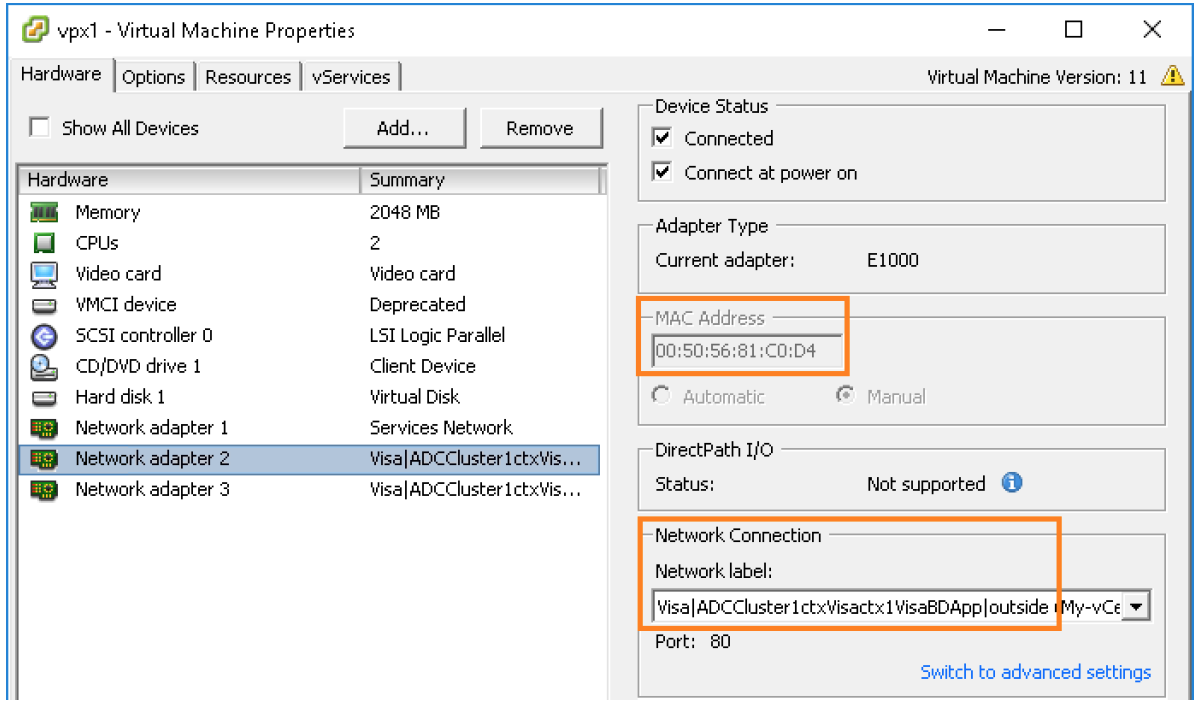 vpx1 - Virtual Machine Properties
Hardware Options Resources vServices
Virtual Machine Version: 11
Show All Devices
Add...
Remove
Hardware Summary
Memory 2048 MB
CPUs 2
Video card Video card
VMCI device Deprecated
SCSI controller 0 LSI Logic Parallel
CD/DVD drive 1 Client Device
Hard disk 1 Virtual Disk
Network adapter 1 Services Network
Network adapter 2 Visa|ADCCluster1ctxVis...
Network adapter 3 Visa|ADCCluster1ctxVis...
Device Status
Connected
Connect at power on
Adapter Type
Current adapter: E1000
MAC Address
00:50:56:81:C0:D4
Automatic Manual
DirectPath I/O
Status: Not supported
Network Connection
Network label:
Visa|ADCCluster1ctxVisactx1VisaBDApp|outside (My-vCe
Port: 80
Switch to advanced settings